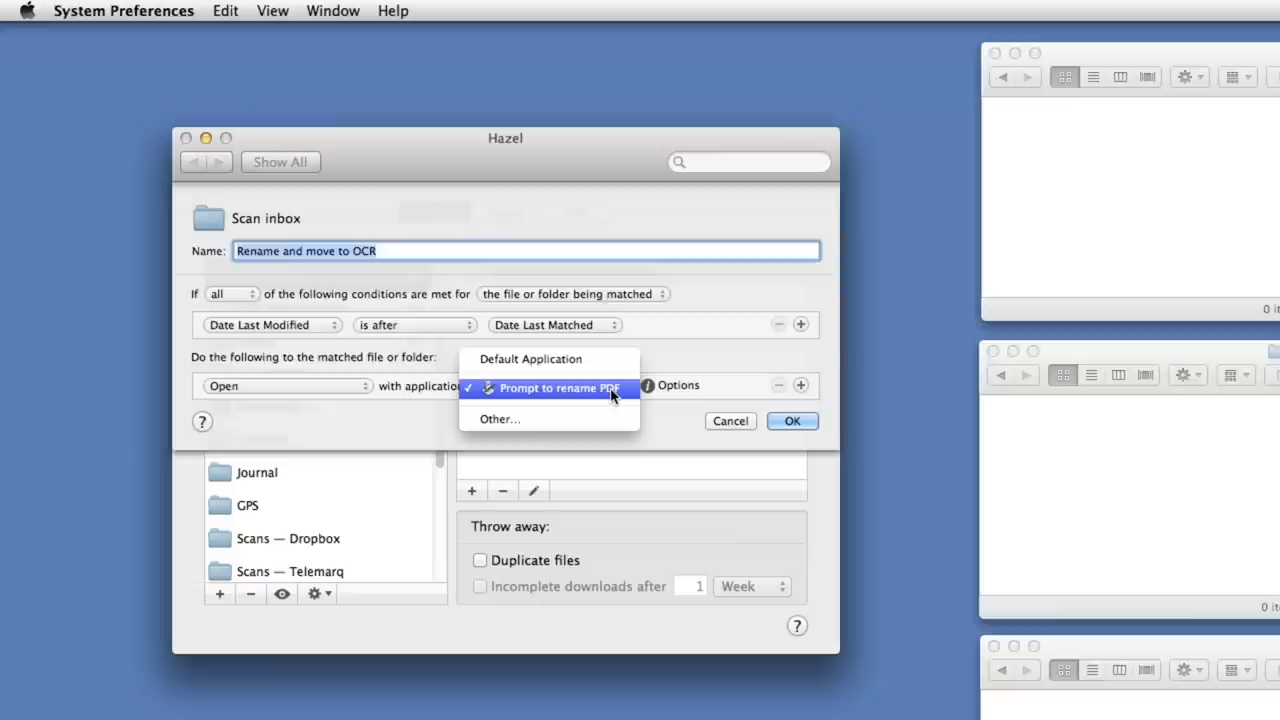 System Preferences Edit View Window Help
Hazel
Show All
Scan inbox
Name: Rename and move to OCR
If all of the following conditions are met for the file or folder being matched
Date Last Modified is after Date Last Matched
Do the following to the matched file or folder:
Default Application
Open with application ✓ Prompt to rename PDF Options
Other...
? Cancel OK
Journal
GPS
Scans — Dropbox
Scans — Telemarq
Throw away:
Duplicate files
Incomplete downloads after 1 Week
?
0
0